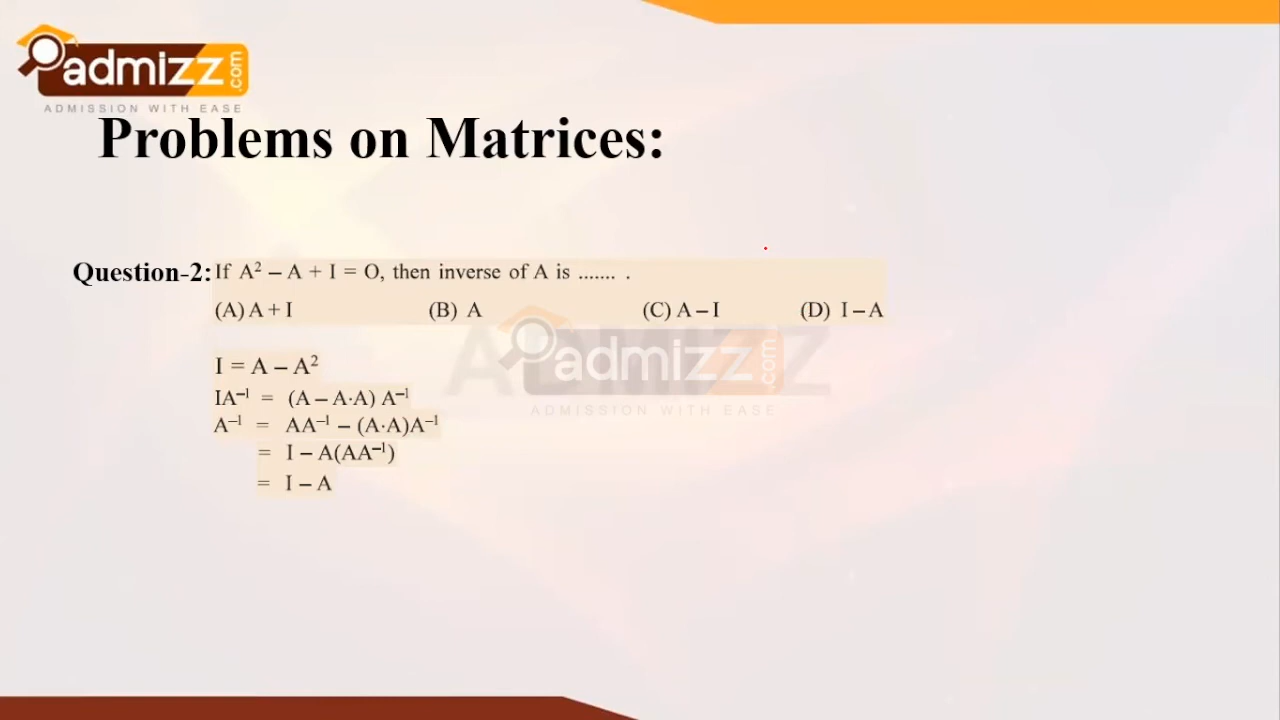 admizz.com
ADMISSION WITH EASE
Problems on Matrices:
Question-2: If A² – A + I = O, then inverse of A is ....... .
(A) A + I (B) A (C) A – I (D) I – A
ADMIZZ
admizz.com
ADMISSION WITH EASE
I = A – A²
IA⁻¹ = (A – A·A) A⁻¹
A⁻¹ = AA⁻¹ – (A·A)A⁻¹
= I – A(AA⁻¹)
= I – A